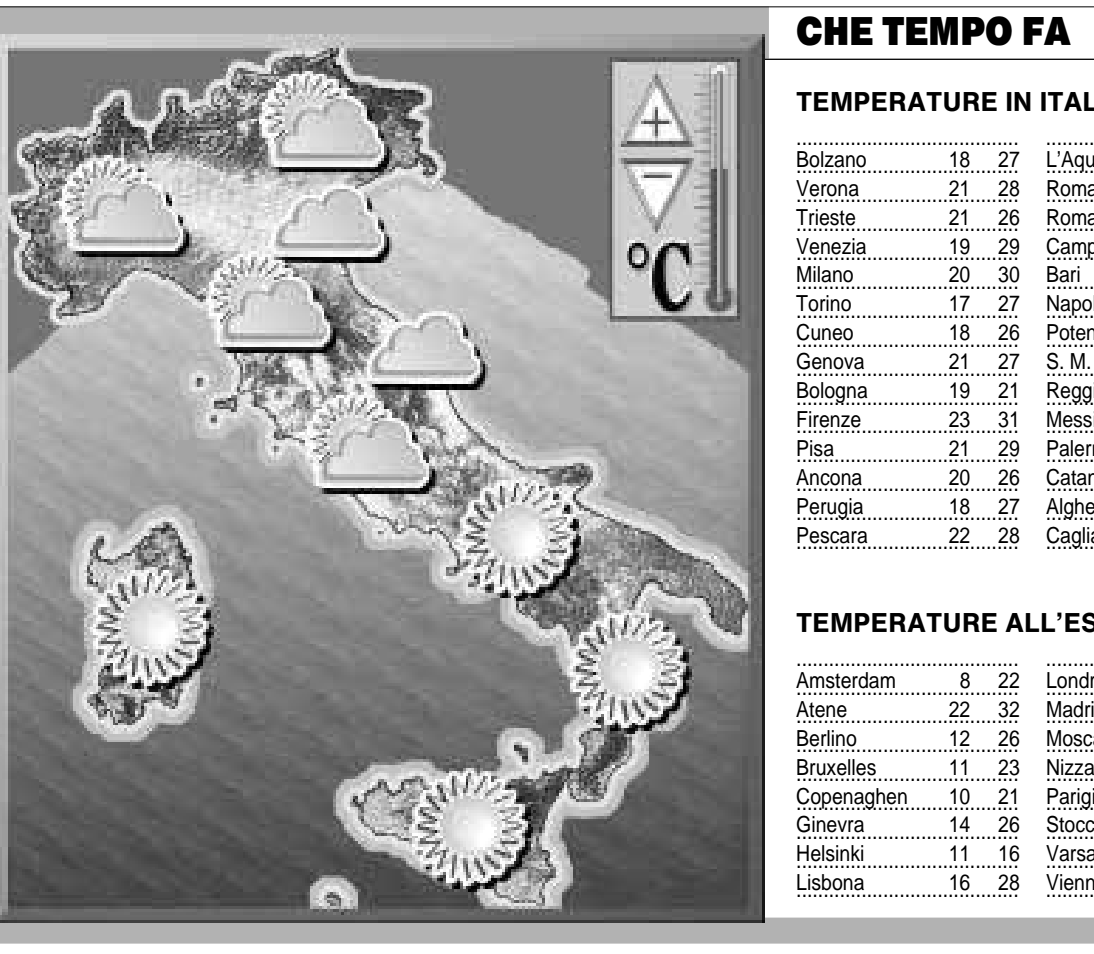 +
−
°C
CHE TEMPO FA
TEMPERATURE IN ITAL
Bolzano 18 27
Verona 21 28
Trieste 21 26
Venezia 19 29
Milano 20 30
Torino 17 27
Cuneo 18 26
Genova 21 27
Bologna 19 21
Firenze 23 31
Pisa 21 29
Ancona 20 26
Perugia 18 27
Pescara 22 28
L'Aqu
Roma
Roma
Camp
Bari
Napol
Poten
S. M.
Reggi
Messi
Palerm
Catan
Alghe
Caglia
TEMPERATURE ALL'ES
Amsterdam 8 22
Atene 22 32
Berlino 12 26
Bruxelles 11 23
Copenaghen 10 21
Ginevra 14 26
Helsinki 11 16
Lisbona 16 28
Londr
Madri
Mosca
Nizza
Parigi
Stocc
Varsa
Vienn